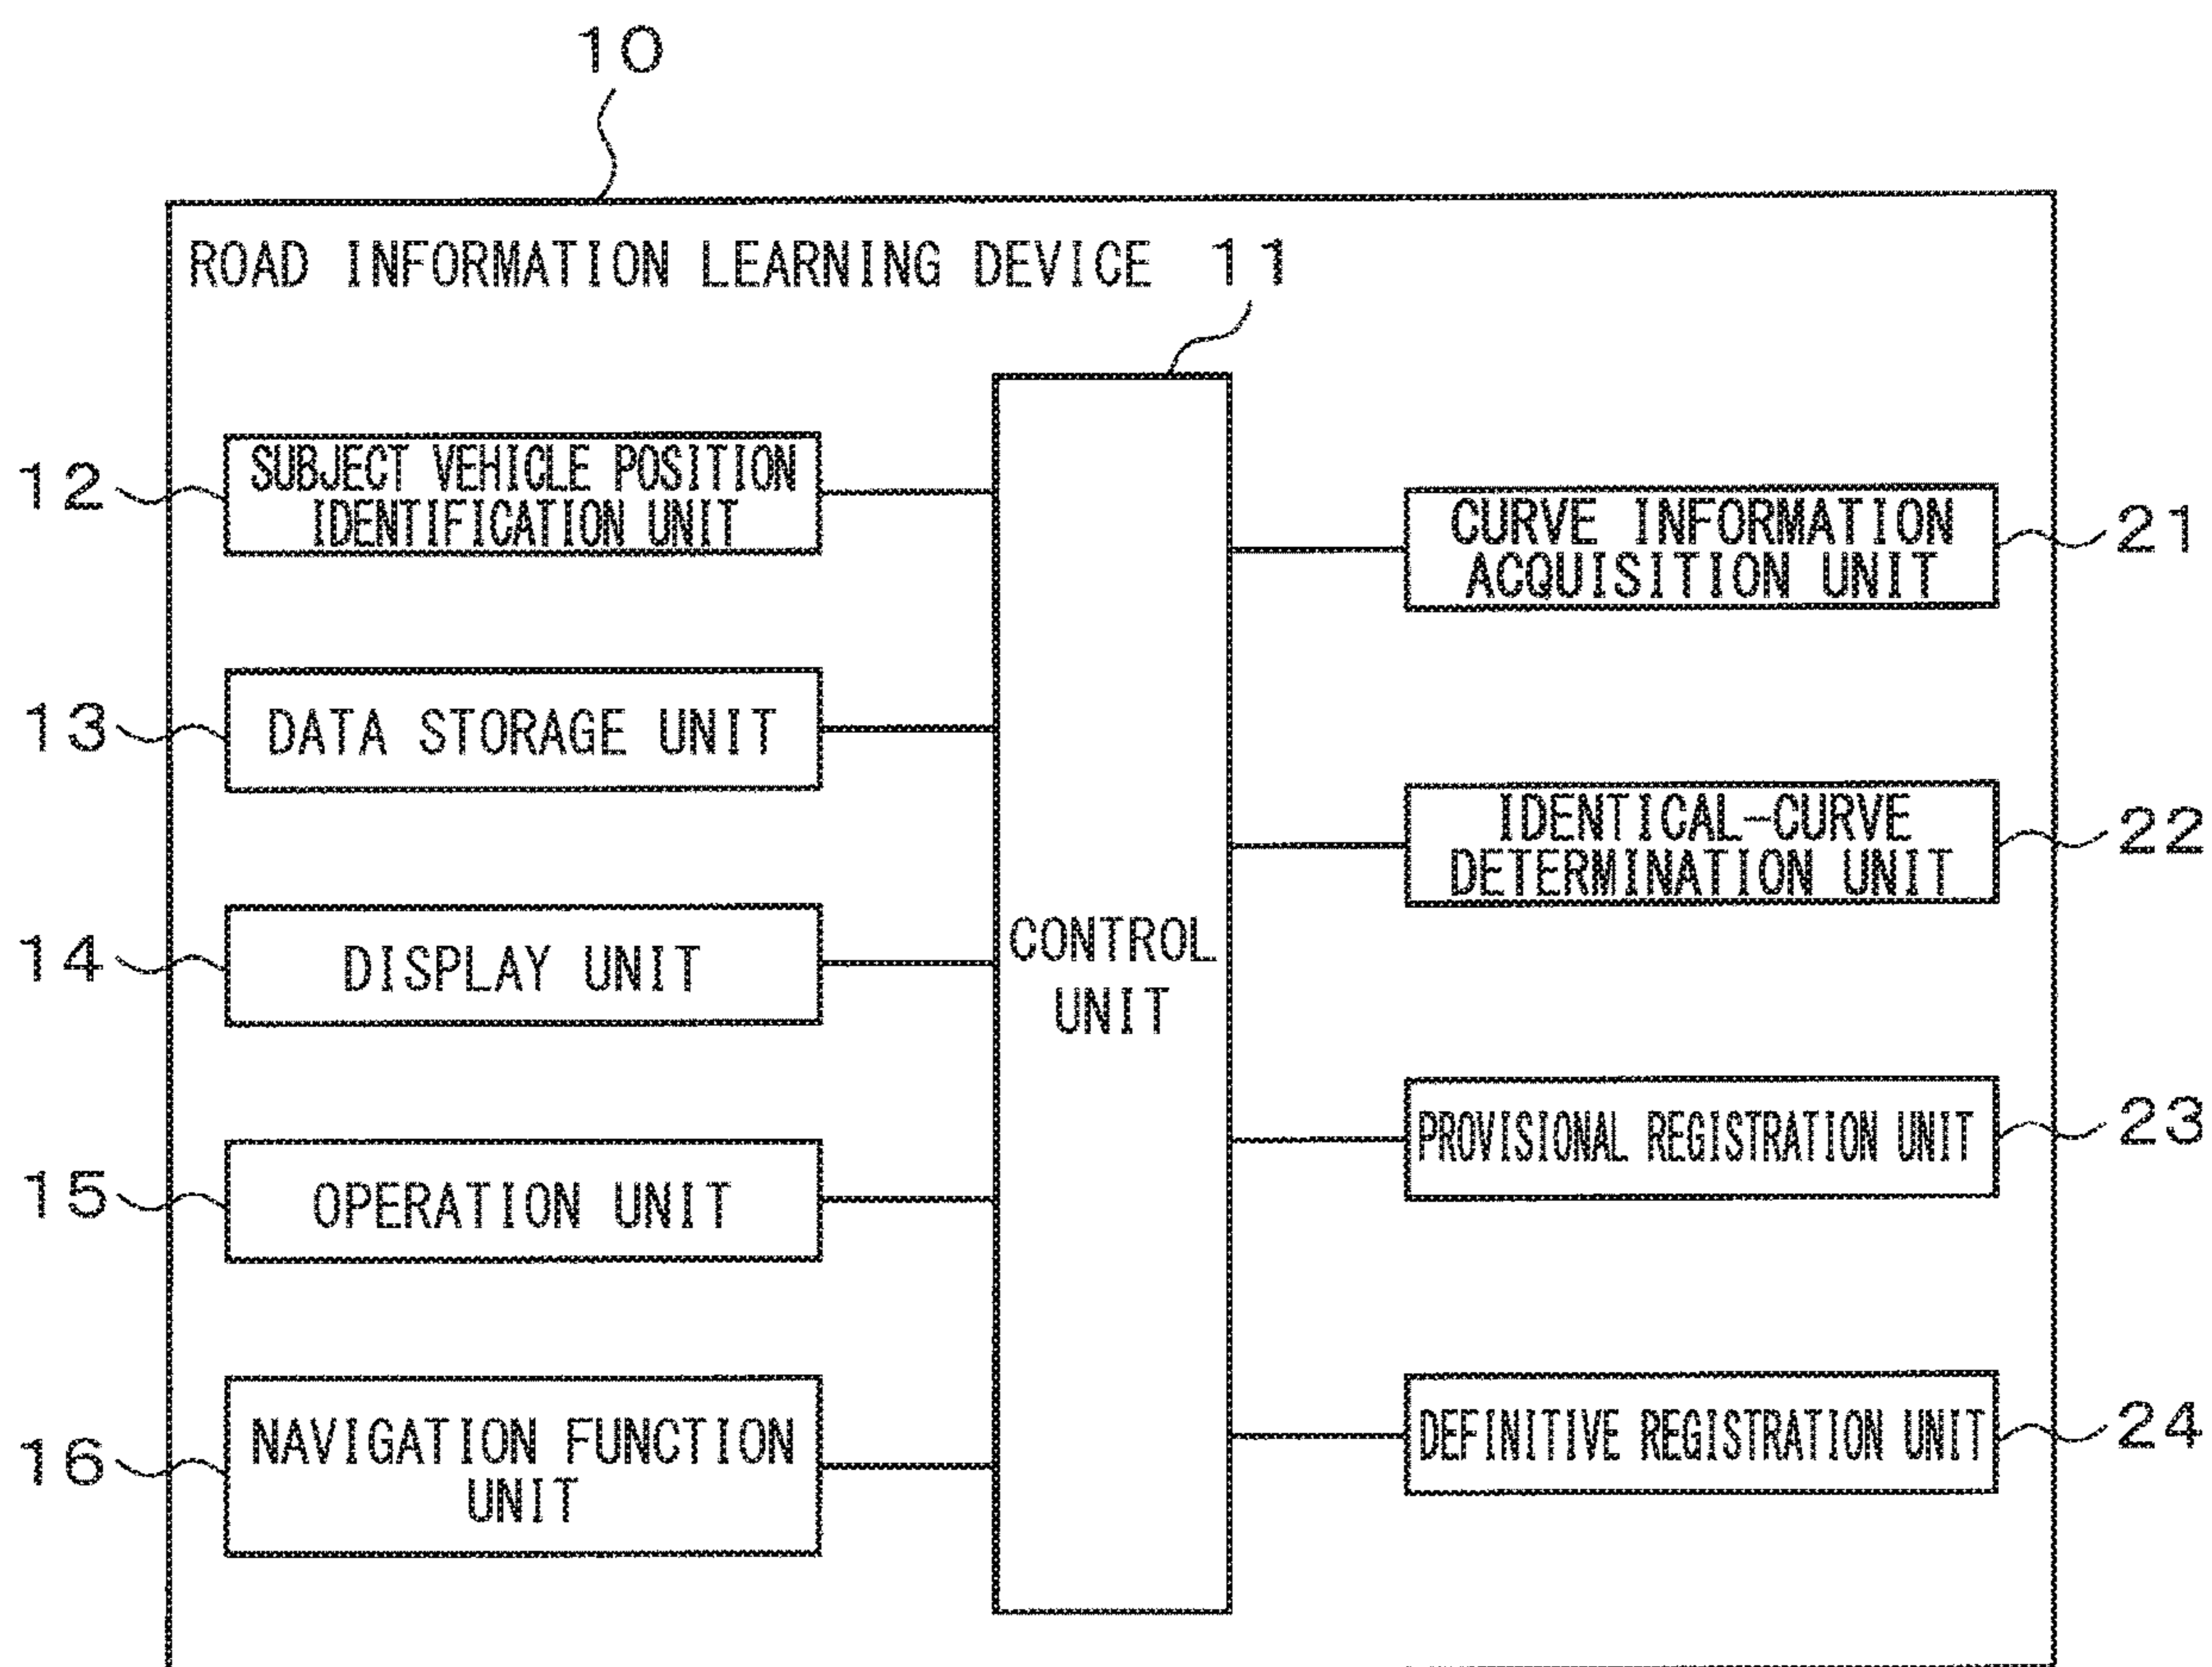 10
ROAD INFORMATION LEARNING DEVICE
11
12
SUBJECT VEHICLE POSITION
IDENTIFICATION UNIT
13
DATA STORAGE UNIT
14
DISPLAY UNIT
15
OPERATION UNIT
16
NAVIGATION FUNCTION
UNIT
CONTROL
UNIT
CURVE INFORMATION
ACQUISITION UNIT
21
IDENTICAL-CURVE
DETERMINATION UNIT
22
PROVISIONAL REGISTRATION UNIT
23
DEFINITIVE REGISTRATION UNIT
24